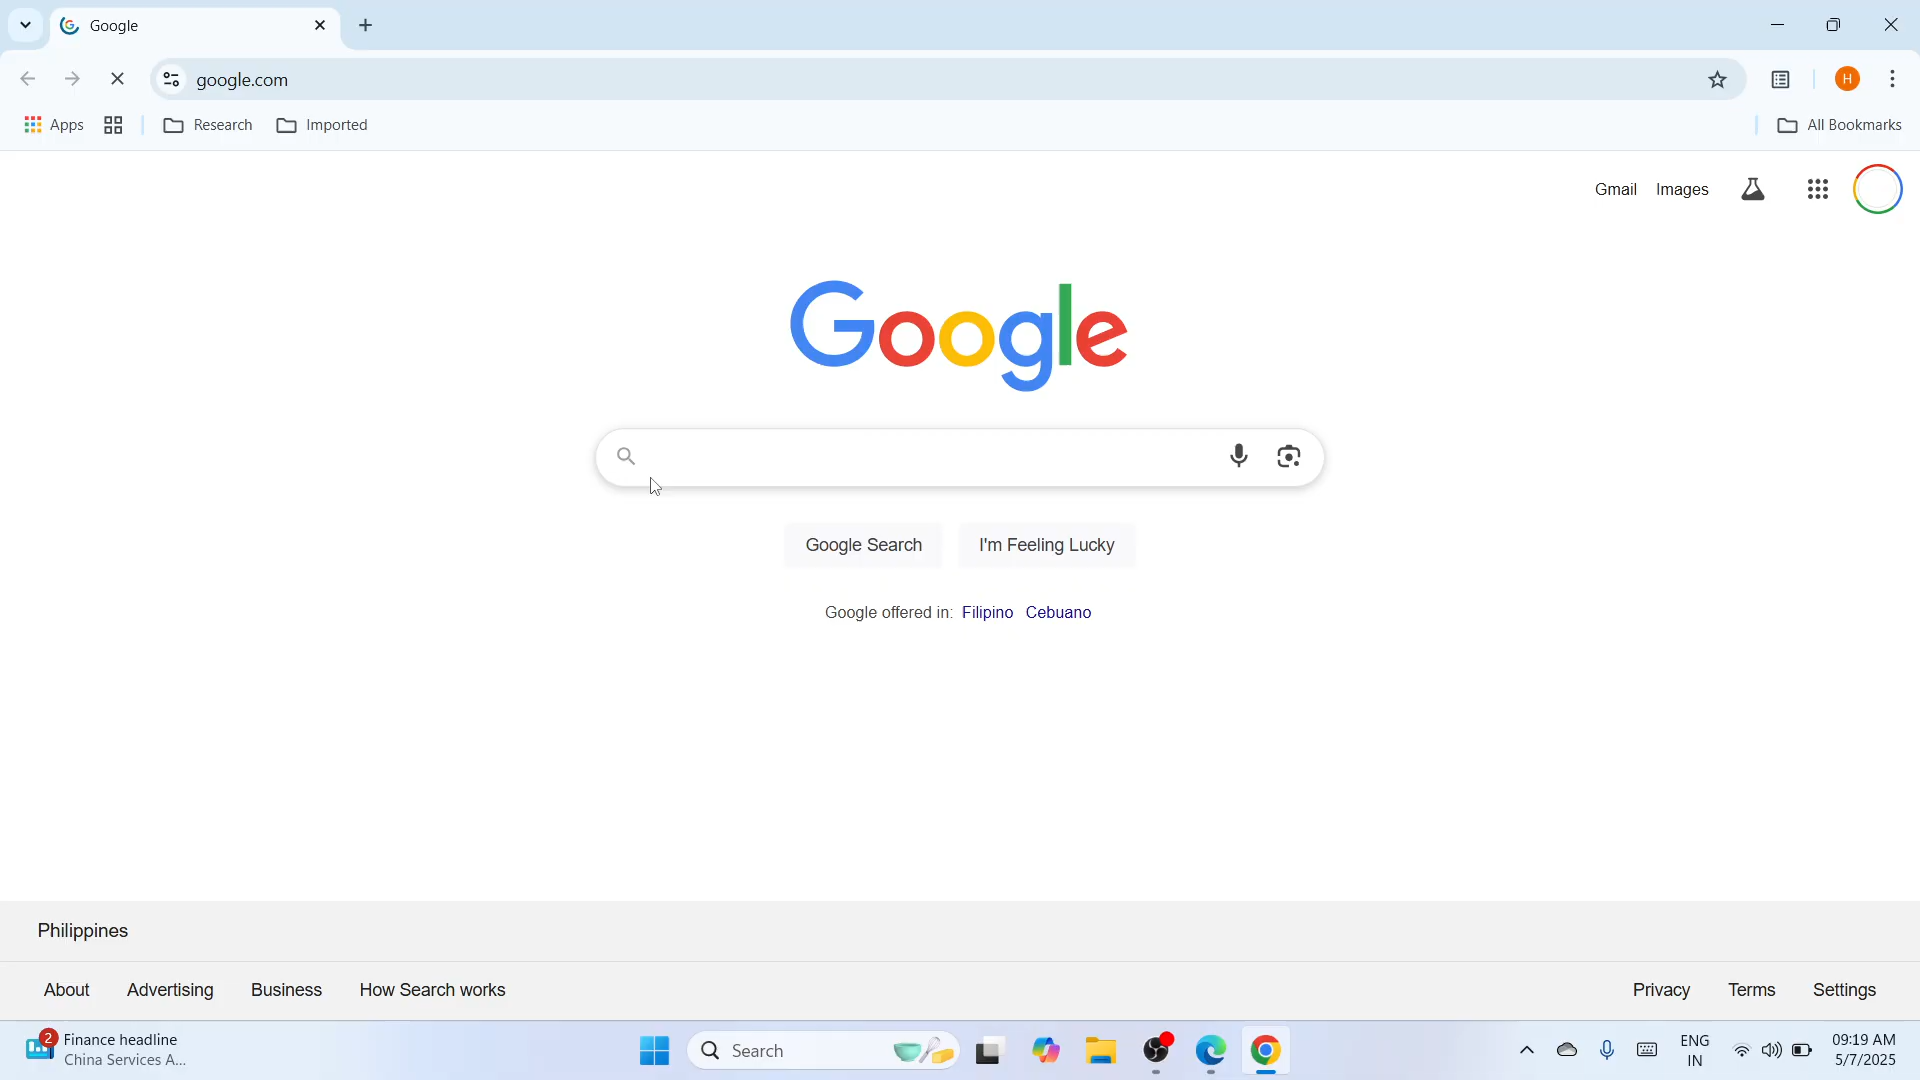 Google
google.com
H
Apps
Research
Imported
All Bookmarks
Gmail Images
Google
Google Search
I'm Feeling Lucky
Google offered in: Filipino Cebuano
Philippines
About Advertising Business How Search works
Privacy Terms Settings
2
Finance headline
China Services A...
Search
ENG
IN
09:19 AM
5/7/2025